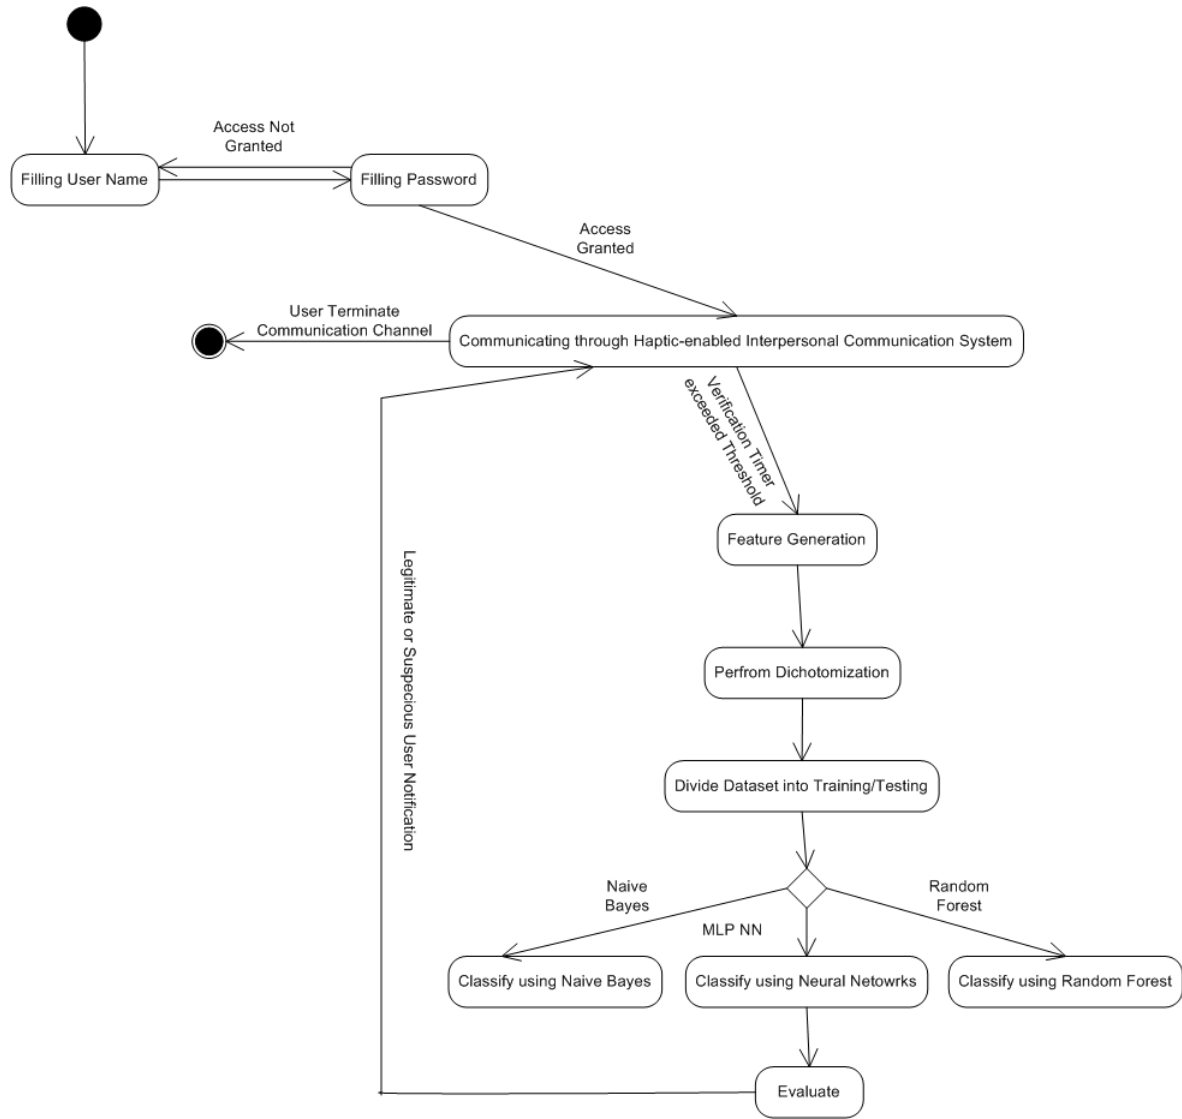 Access Not
Granted
Filling User Name
Filling Password
Access
Granted
User Terminate
Communication Channel
Communicating through Haptic-enabled Interpersonal Communication System
Verification Timer
exceeded Threshold
Feature Generation
Legitimate or Suspecious User Notification
Perfrom Dichotomization
Divide Dataset into Training/Testing
Naive
Bayes
MLP NN
Random
Forest
Classify using Naive Bayes
Classify using Neural Netowrks
Classify using Random Forest
Evaluate